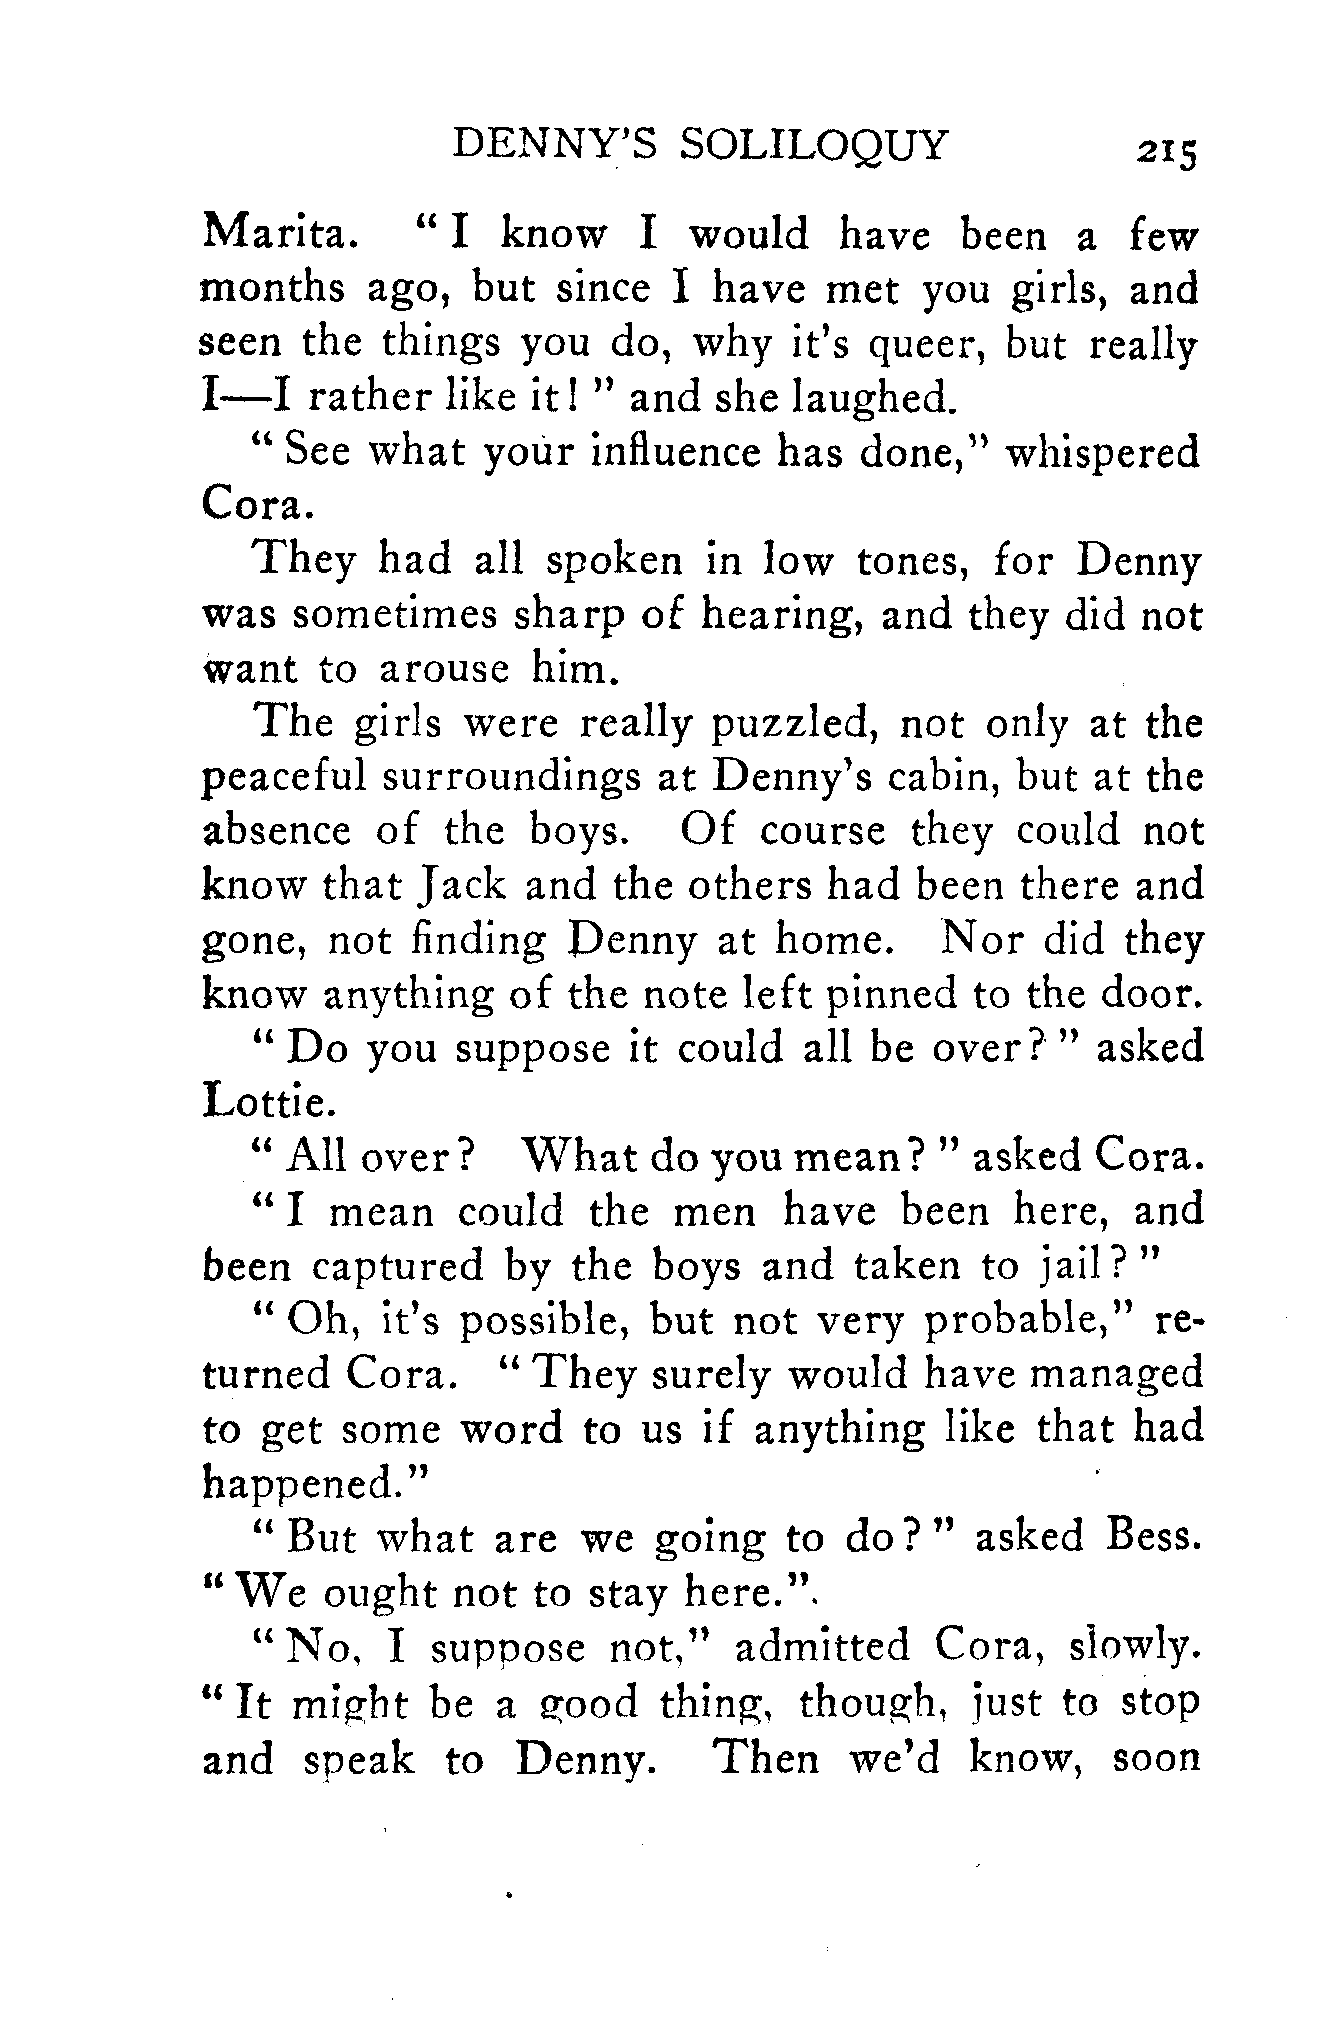 DENNY'S SOLILOQUY 215
Marita. "I know I would have been a few
months ago, but since I have met you girls, and
seen the things you do, why it's queer, but really
I—I rather like it!" and she laughed.
"See what your influence has done," whispered
Cora.
They had all spoken in low tones, for Denny
was sometimes sharp of hearing, and they did not
want to arouse him.
The girls were really puzzled, not only at the
peaceful surroundings at Denny's cabin, but at the
absence of the boys. Of course they could not
know that Jack and the others had been there and
gone, not finding Denny at home. Nor did they
know anything of the note left pinned to the door.
"Do you suppose it could all be over?" asked
Lottie.
"All over? What do you mean?" asked Cora.
"I mean could the men have been here, and
been captured by the boys and taken to jail?"
"Oh, it's possible, but not very probable," re-
turned Cora. "They surely would have managed
to get some word to us if anything like that had
happened."
"But what are we going to do?" asked Bess.
"We ought not to stay here."
"No, I suppose not," admitted Cora, slowly.
"It might be a good thing, though, just to stop
and speak to Denny. Then we'd know, soon